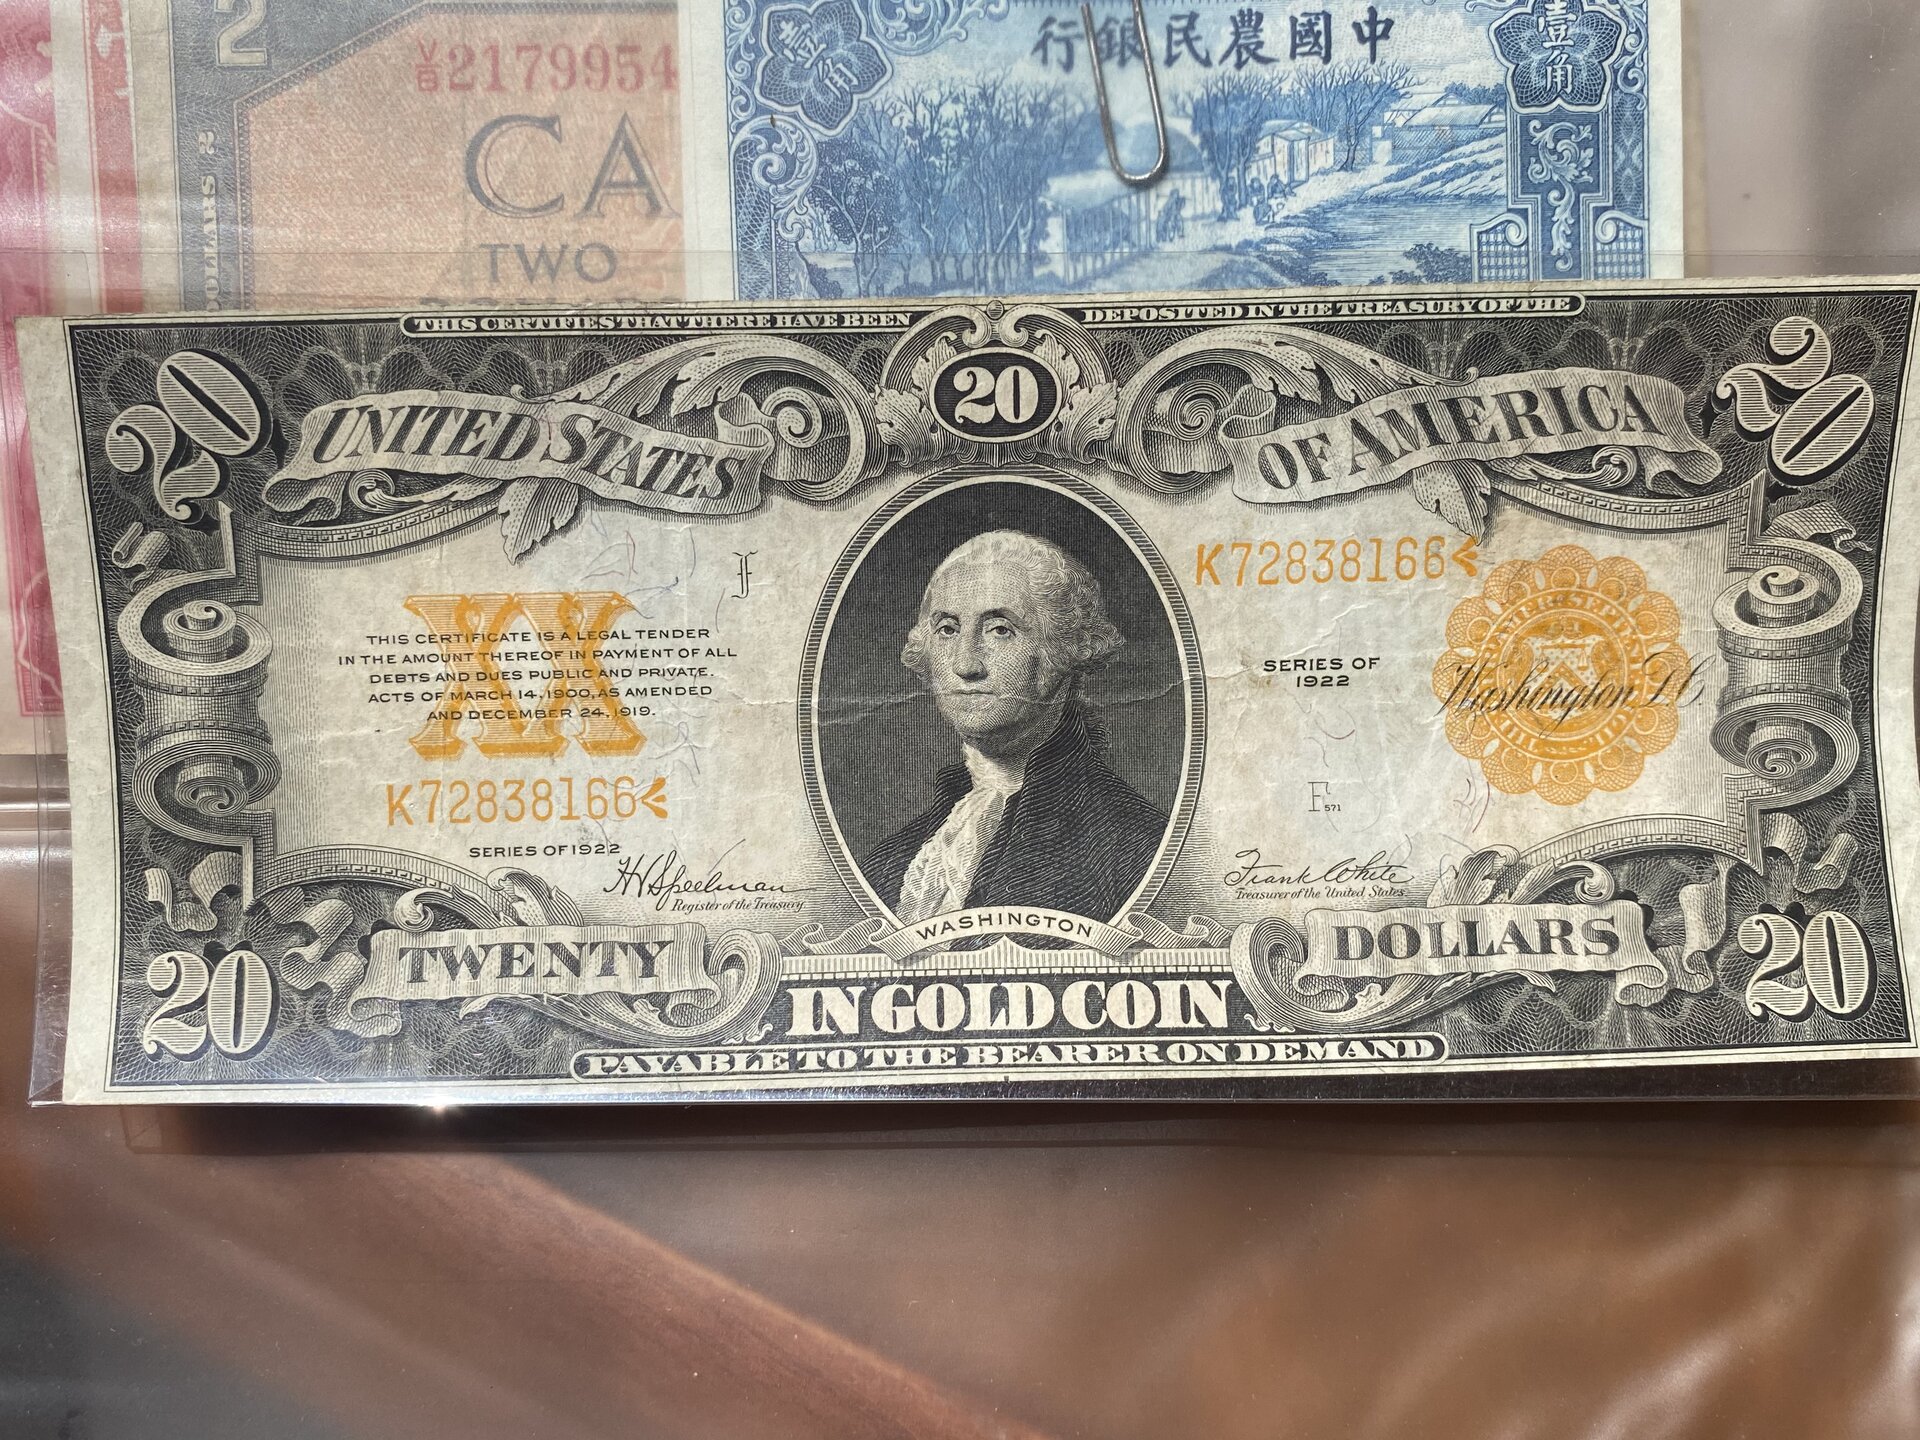 2
V/B 2179954
CA
TWO
DOLLARS 2
行銀民農國中
壹角
壹角
THIS CERTIFIES THAT THERE HAVE BEEN DEPOSITED IN THE TREASURY OF THE
20 20 20
UNITED STATES OF AMERICA
F
K72838166
XX
THIS CERTIFICATE IS A LEGAL TENDER
IN THE AMOUNT THEREOF IN PAYMENT OF ALL
DEBTS AND DUES PUBLIC AND PRIVATE.
ACTS OF MARCH 14, 1900, AS AMENDED
AND DECEMBER 24, 1919.
SERIES OF
1922
Washington D.C.
K72838166
F 571
SERIES OF 1922
H V Speelman
Register of the Treasury
Frank White
Treasurer of the United States
WASHINGTON
TWENTY DOLLARS
20 20
IN GOLD COIN
PAYABLE TO THE BEARER ON DEMAND